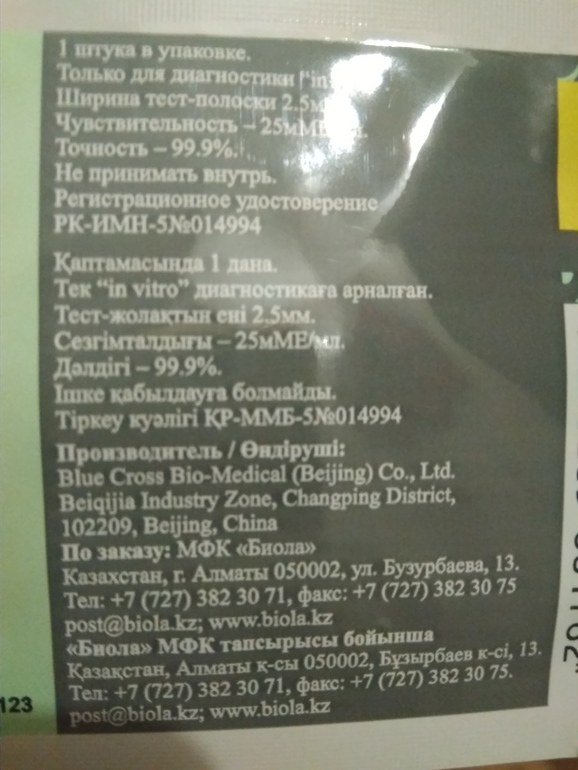 1 штука в упаковке.
Только для диагностики "in
Ширина тест-полоски 2.5
Чувствительность – 25мМЕ
Точность – 99.9%.
Не принимать внутрь.
Регистрационное удостоверение
РК-ИМН-5№014994
Қаптамасында 1 дана.
Тек "in vitro" диагностикаға арналған.
Тест-жолақтын ені 2.5мм.
Сезгімталдығы – 25мМЕ/мл.
Дәлдігі – 99.9%.
Ішке қабылдауға болмайды.
Тіркеу куәлігі ҚР-ММБ-5№014994
Производитель / Өндіруші:
Blue Cross Bio-Medical (Beijing) Co., Ltd.
Beiqijia Industry Zone, Changping District,
102209, Beijing, China
По заказу: МФК «Биола»
Казахстан, г. Алматы 050002, ул. Бузурбаева, 13.
Тел: +7 (727) 382 30 71, факс: +7 (727) 382 30 75
post@biola.kz; www.biola.kz
«Биола» МФК тапсырысы бойынша
Қазақстан, Алматы қ-сы 050002, Бұзырбаев к-сі, 13.
Тел: +7 (727) 382 30 71, факс: +7 (727) 382 30 75.
post@biola.kz; www.biola.kz
123